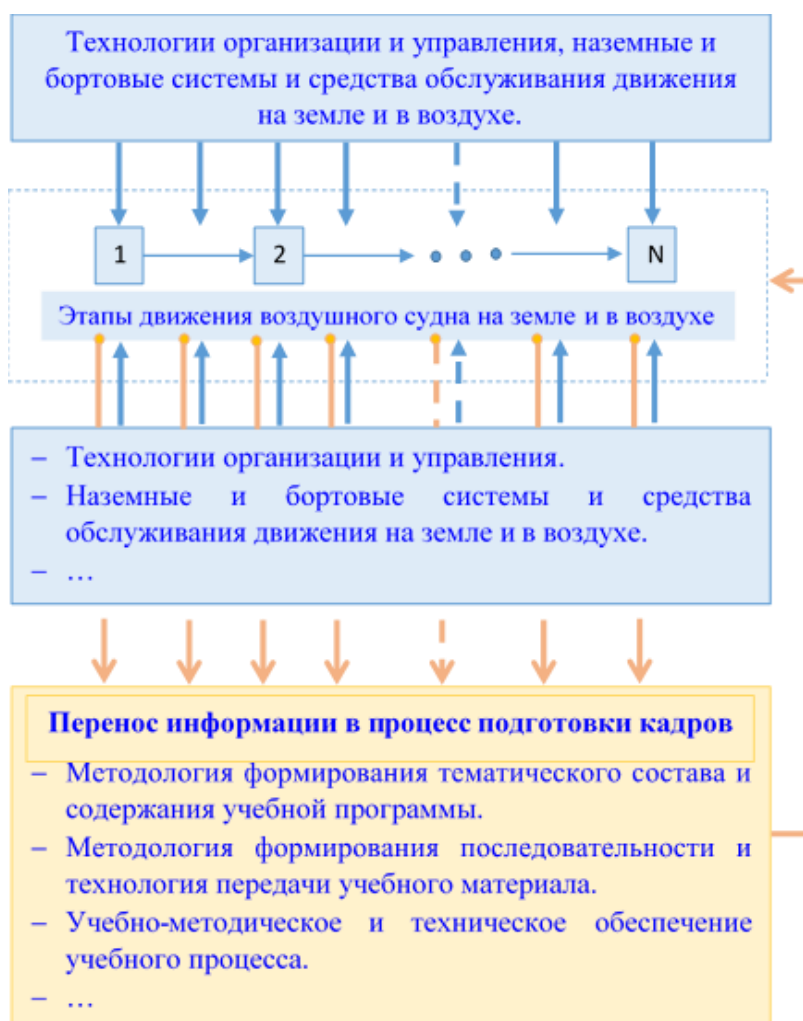 Технологии организации и управления, наземные и
бортовые системы и средства обслуживания движения
на земле и в воздухе.
1
2
N
Этапы движения воздушного судна на земле и в воздухе
– Технологии организации и управления.
– Наземные и бортовые системы и средства
обслуживания движения на земле и в воздухе.
– …
Перенос информации в процесс подготовки кадров
– Методология формирования тематического состава и
содержания учебной программы.
– Методология формирования последовательности и
технология передачи учебного материала.
– Учебно-методическое и техническое обеспечение
учебного процесса.
– …